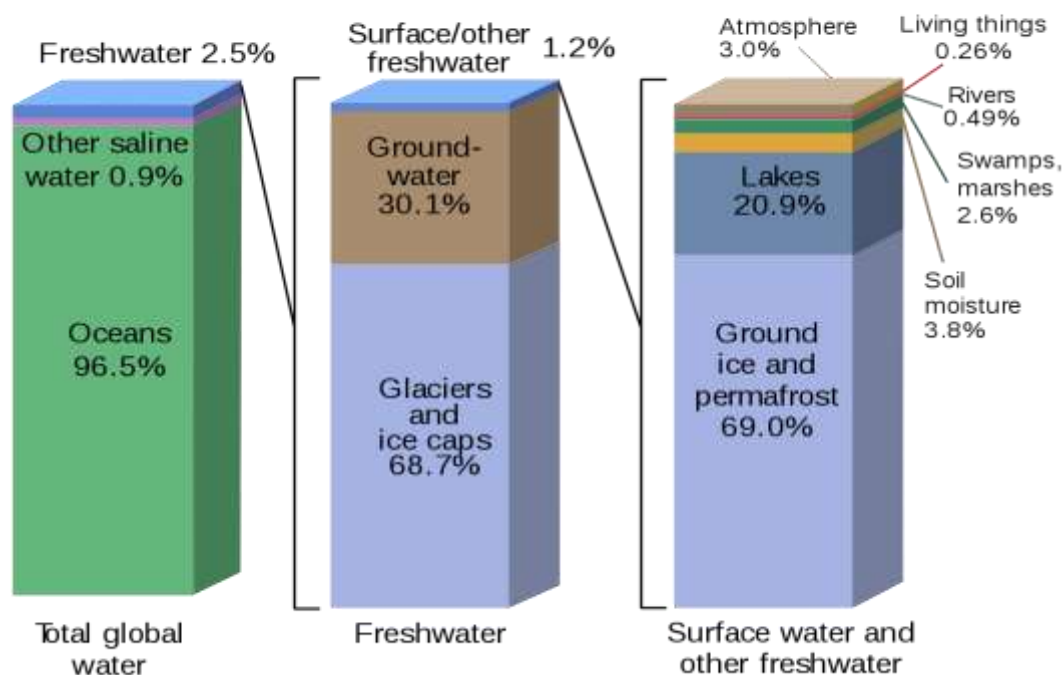 Freshwater 2.5%
Other saline
water 0.9%
Oceans
96.5%
Total global
water
Surface/other
freshwater
1.2%
Ground-
water
30.1%
Glaciers
and
ice caps
68.7%
Freshwater
Atmosphere
3.0%
Living things
0.26%
Rivers
0.49%
Swamps,
marshes
2.6%
Soil
moisture
3.8%
Lakes
20.9%
Ground
ice and
permafrost
69.0%
Surface water and
other freshwater